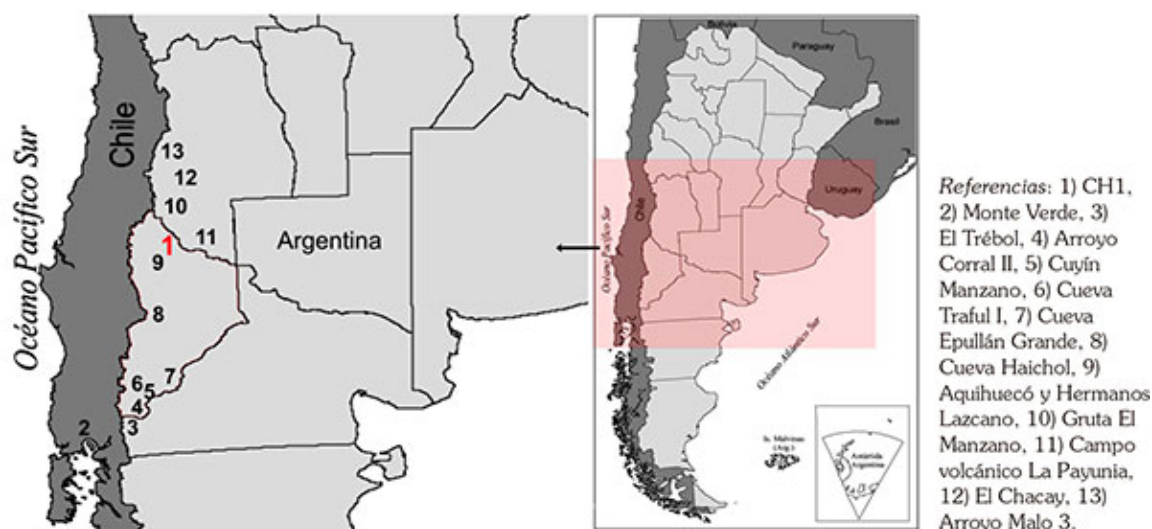 Océano Pacífico Sur
Chile
13
12
10
1
11
9
Argentina
8
6
5
7
4
3
2
Bolivia
Paraguay
Brasil
Uruguay
Chile
Océano Pacífico Sur
Océano Atlántico Sur
Is. Malvinas
(Arg.)
Antártida
Argentina
Referencias: 1) CH1,
2) Monte Verde, 3)
El Trébol, 4) Arroyo
Corral II, 5) Cuyín
Manzano, 6) Cueva
Traful I, 7) Cueva
Epullán Grande, 8)
Cueva Haichol, 9)
Aquihuecó y Hermanos
Lazcano, 10) Gruta El
Manzano, 11) Campo
volcánico La Payunia,
12) El Chacay, 13)
Arroyo Malo 3.